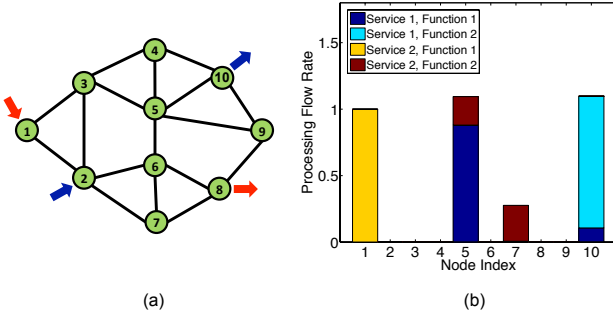 4
3
10
5
1
9
6
2
8
7
(a)
Service 1, Function 1
Service 1, Function 2
Service 2, Function 1
Service 2, Function 2
Processing Flow Rate
1.5
1
0.5
0
1 2 3 4 5 6 7 8 9 10
Node Index
(b)